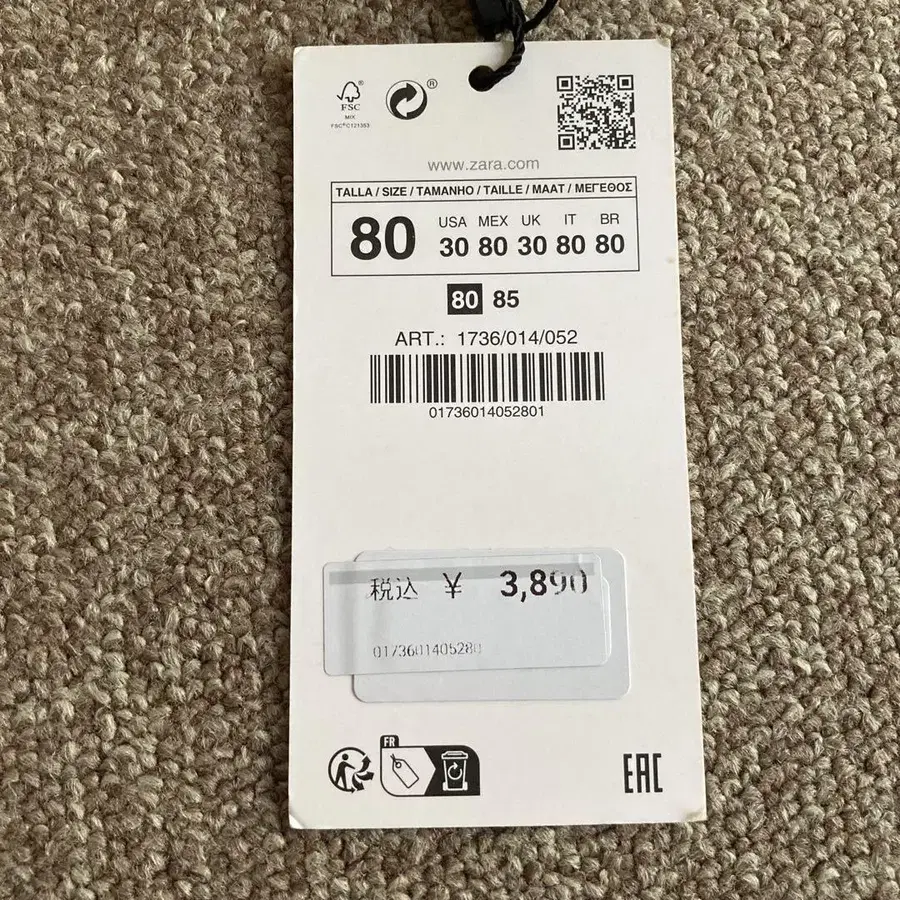 FSC
MIX
FSC® C121353
®
www.zara.com
TALLA / SIZE / TAMANHO / TAILLE / MAAT / ΜΕΓΕΘΟΣ
80
USA MEX UK IT BR
30 80 30 80 80
80 85
ART.: 1736/014/052
01736014052801
税込 ¥ 3,890
0173601405280
FR
EAC